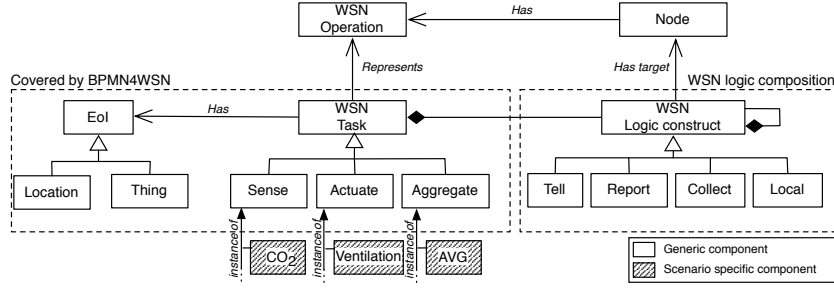 WSN
Operation
Has
Node
Represents
Has target
Covered by BPMN4WSN
WSN logic composition
EoI
Has
WSN
Task
WSN
Logic construct
Location
Thing
Sense
Actuate
Aggregate
Tell
Report
Collect
Local
instance of
CO2
instance of
Ventilation
instance of
AVG
Generic component
Scenario specific component